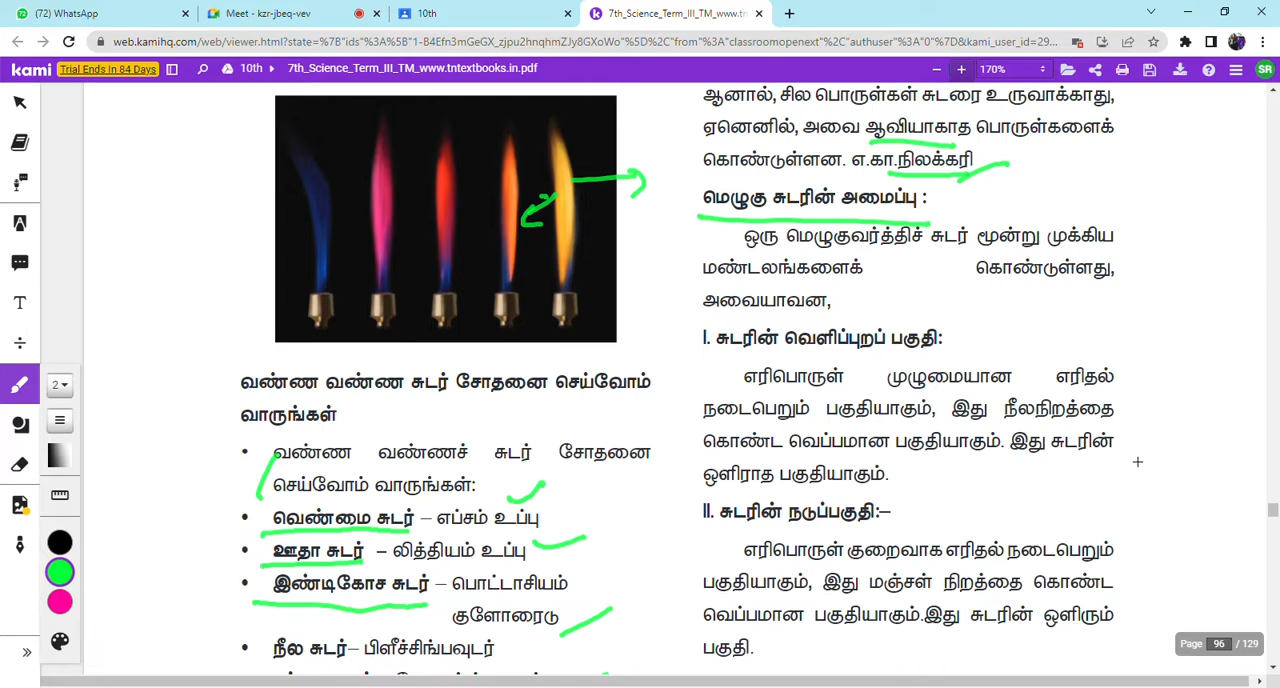 (72) WhatsApp
Meet - kzr-jbeq-vev
10th
7th_Science_Term_III_TM_www.tn
web.kamihq.com/web/viewer.html?state=%7B"ids"%3A%5B"1-B4Efn3mGeGX_zjpu2hnqhmZJy8GXoWo"%5D%2C"from"%3A"classroomopenext"%2C"authuser"%3A"0"%7D&kami_user_id=29...
kami
Trial Ends In 84 Days
10th
7th_Science_Term_III_TM_www.tntextbooks.in.pdf
170%
SR
2
T
A
வண்ண வண்ண சுடர் சோதனை செய்வோம்
வாருங்கள்
• வண்ண வண்ணச் சுடர் சோதனை
செய்வோம் வாருங்கள்:
• வெண்மை சுடர் – எப்சம் உப்பு
• ஊதா சுடர் – லித்தியம் உப்பு
• இண்டிகோச சுடர் – பொட்டாசியம்
குளோரைடு
• நீல சுடர்– பிளீச்சிங்பவுடர்
ஆனால், சில பொருள்கள் சுடரை உருவாக்காது,
ஏனெனில், அவை ஆவியாகாத பொருள்களைக்
கொண்டுள்ளன. எ.கா.நிலக்கரி
மெழுகு சுடரின் அமைப்பு :
ஒரு மெழுகுவர்த்திச் சுடர் மூன்று முக்கிய
மண்டலங்களைக் கொண்டுள்ளது,
அவையாவன,
I. சுடரின் வெளிப்புறப் பகுதி:
எரிபொருள் முழுமையான எரிதல்
நடைபெறும் பகுதியாகும், இது நீலநிறத்தை
கொண்ட வெப்பமான பகுதியாகும். இது சுடரின்
ஒளிராத பகுதியாகும்.
II. சுடரின் நடுப்பகுதி:–
எரிபொருள் குறைவாக எரிதல் நடைபெறும்
பகுதியாகும், இது மஞ்சள் நிறத்தை கொண்ட
வெப்பமான பகுதியாகும்.இது சுடரின் ஒளிரும்
பகுதி.
Page 96 / 129